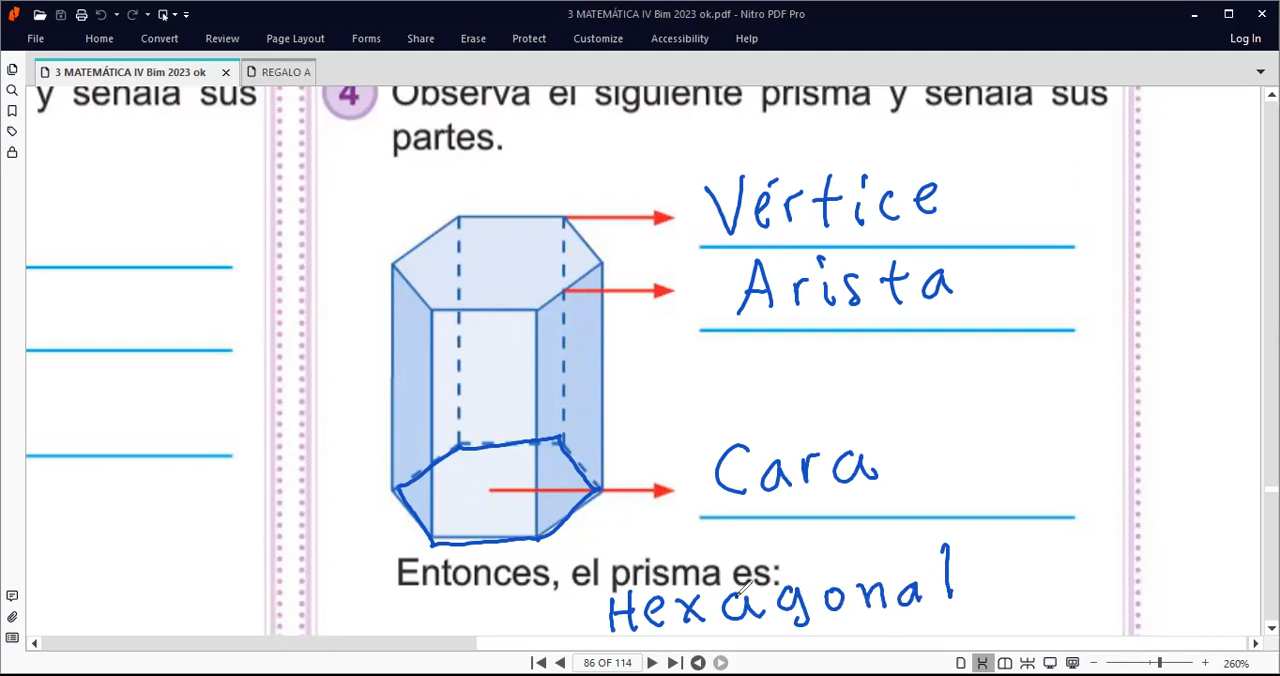 3 MATEMÁTICA IV Bim 2023 ok.pdf - Nitro PDF Pro
File Home Convert Review Page Layout Forms Share Erase Protect Customize Accessibility Help Log In
3 MATEMÁTICA IV Bim 2023 ok x REGALO A
y señala sus
4 Observa el siguiente prisma y señala sus
partes.
Vértice
Arista
Cara
Entonces, el prisma es:
Hexagonal
86 OF 114
260%